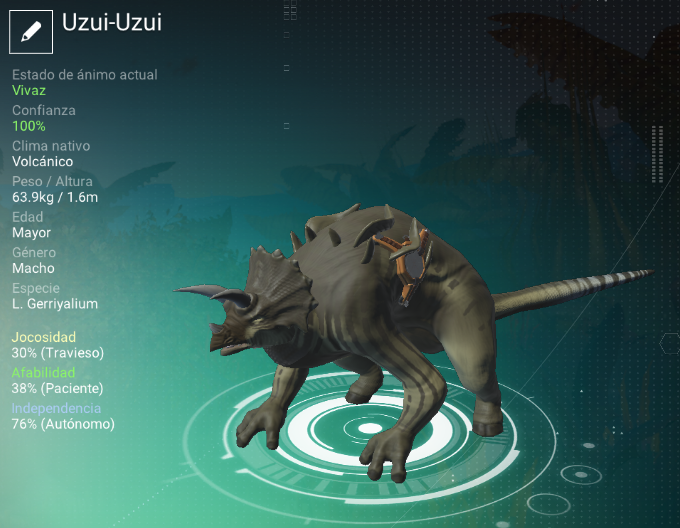 Uzui-Uzui
Estado de ánimo actual
Vivaz
Confianza
100%
Clima nativo
Volcánico
Peso / Altura
63.9kg / 1.6m
Edad
Mayor
Género
Macho
Especie
L. Gerriyalium
Jocosidad
30% (Travieso)
Afabilidad
38% (Paciente)
Independencia
76% (Autónomo)